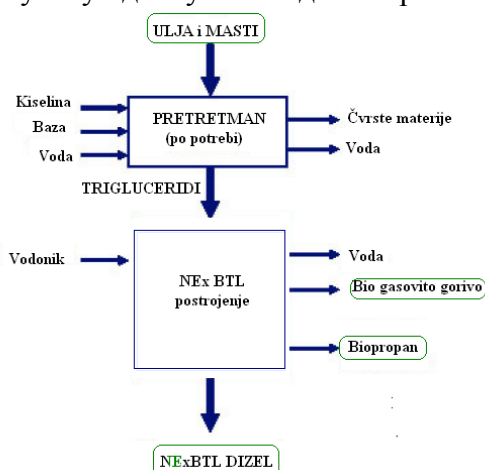 ULJA i MASTI
Kiselina
Baza
Voda
PRETRETMAN
(po potrebi)
Čvrste materije
Voda
TRIGLUCERIDI
Vodonik
NEx BTL
postrojenje
Voda
Bio gasovito gorivo
Biopropan
NExBTL DIZEL